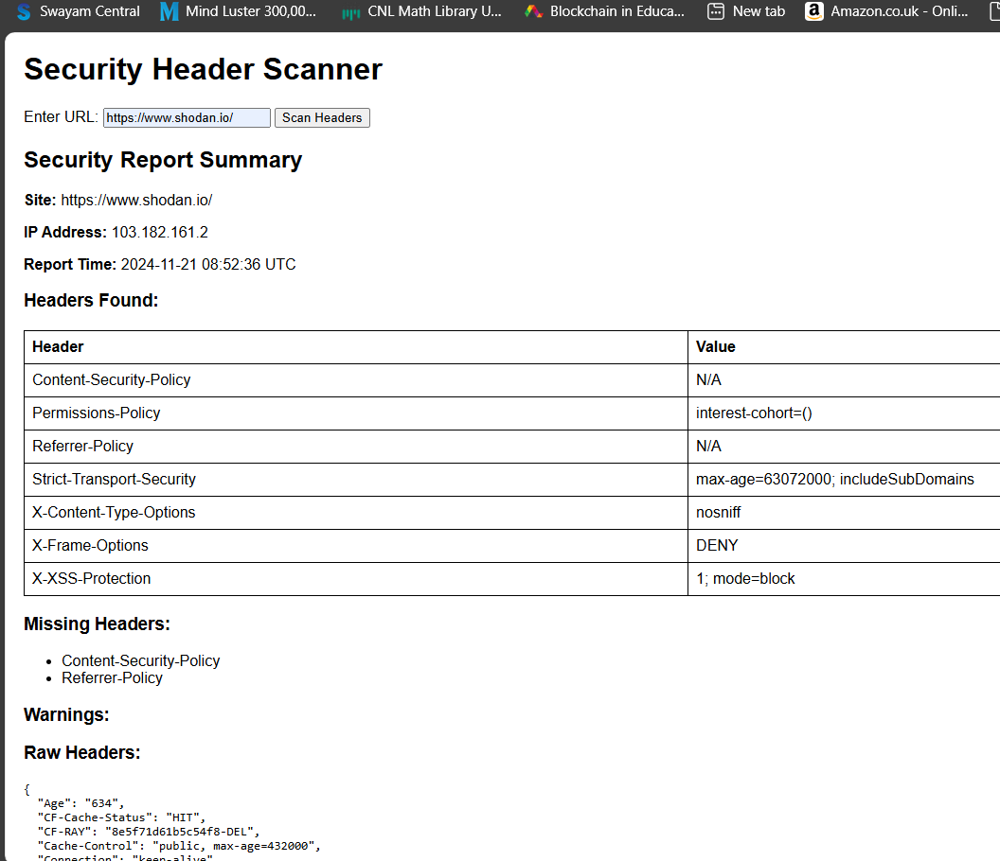 Swayam Central Mind Luster 300,00... CNL Math Library U... Blockchain in Educa... New tab Amazon.co.uk - Onli...
Security Header Scanner
Enter URL: https://www.shodan.io/ Scan Headers
Security Report Summary
Site: https://www.shodan.io/
IP Address: 103.182.161.2
Report Time: 2024-11-21 08:52:36 UTC
Headers Found:
Header Value
Content-Security-Policy N/A
Permissions-Policy interest-cohort=()
Referrer-Policy N/A
Strict-Transport-Security max-age=63072000; includeSubDomains
X-Content-Type-Options nosniff
X-Frame-Options DENY
X-XSS-Protection 1; mode=block
Missing Headers:
• Content-Security-Policy
• Referrer-Policy
Warnings:
Raw Headers:
{
"Age": "634",
"CF-Cache-Status": "HIT",
"CF-RAY": "8e5f71d61b5c54f8-DEL",
"Cache-Control": "public, max-age=432000",
"Connection": "keep-alive"